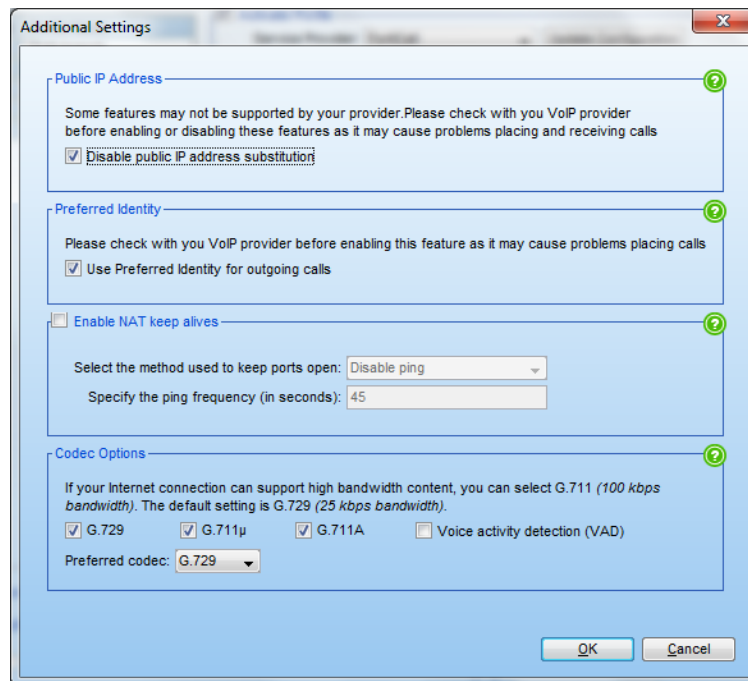 Additional Settings
Public IP Address
Some features may not be supported by your provider.Please check with you VoIP provider
before enabling or disabling these features as it may cause problems placing and receiving calls
Disable public IP address substitution
Preferred Identity
Please check with you VoIP provider before enabling this feature as it may cause problems placing calls
Use Preferred Identity for outgoing calls
Enable NAT keep alives
Select the method used to keep ports open: Disable ping
Specify the ping frequency (in seconds): 45
Codec Options
If your Internet connection can support high bandwidth content, you can select G.711 (100 kbps
bandwidth). The default setting is G.729 (25 kbps bandwidth).
G.729 G.711µ G.711A Voice activity detection (VAD)
Preferred codec: G.729
OK Cancel